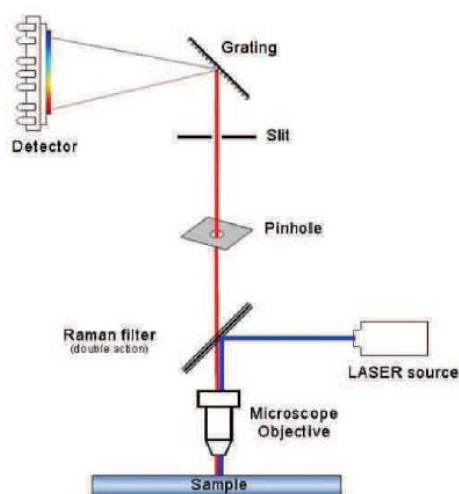 Grating
Detector
Slit
Pinhole
Raman filter
(double action)
LASER source
Microscope
Objective
Sample